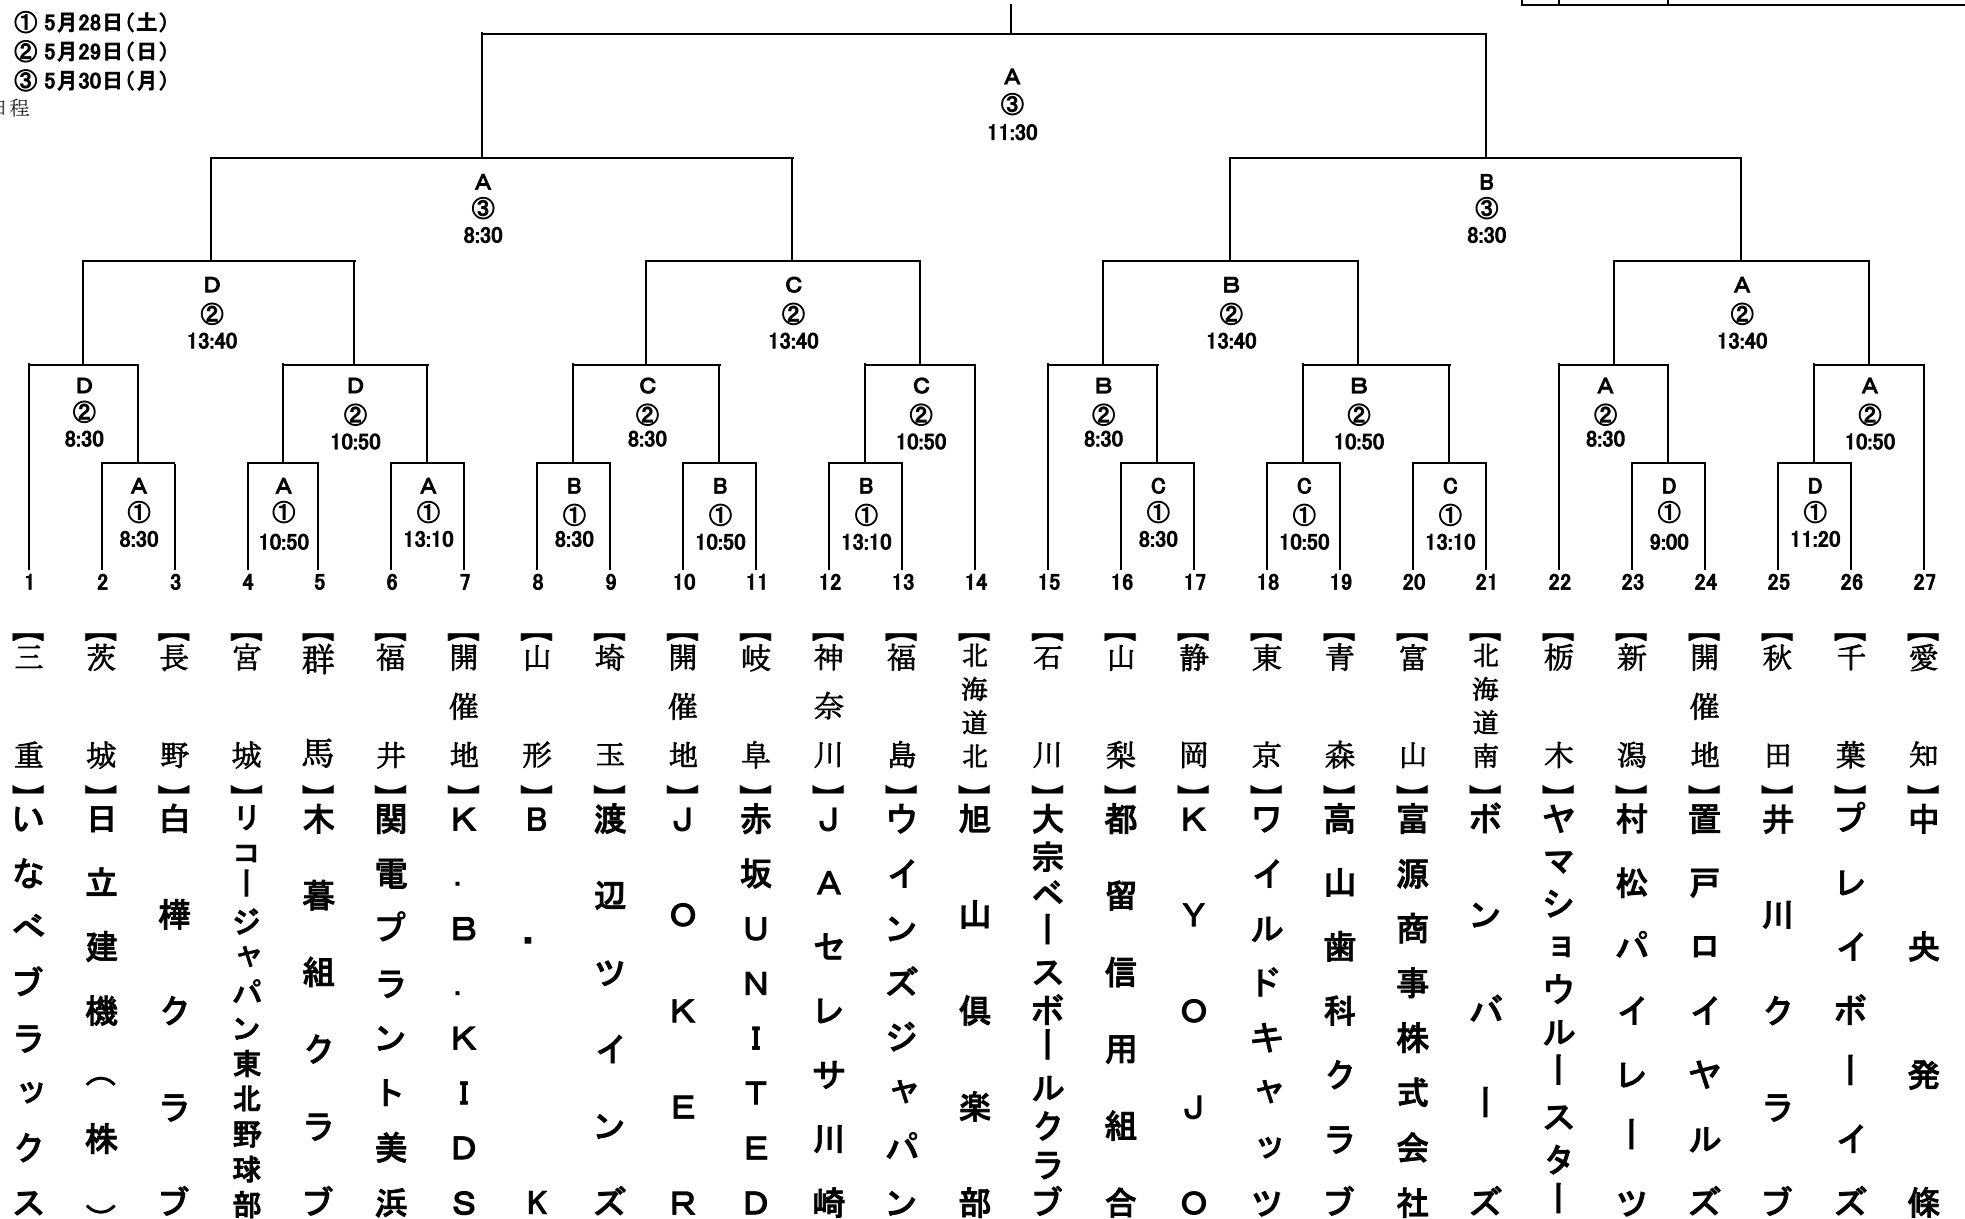 ① 5月28日(土)
② 5月29日(日)
③ 5月30日(月)
日程
A
③
11:30
A
③
8:30
B
③
8:30
D
②
13:40
C
②
13:40
B
②
13:40
A
②
13:40
D
②
8:30
D
②
10:50
C
②
8:30
C
②
10:50
B
②
8:30
B
②
10:50
A
②
8:30
A
②
10:50
A
①
8:30
A
①
10:50
A
①
13:10
B
①
8:30
B
①
10:50
B
①
13:10
C
①
8:30
C
①
10:50
C
①
13:10
D
①
9:00
D
①
11:20
1 2 3 4 5 6 7 8 9 10 11 12 13 14 15 16 17 18 19 20 21 22 23 24 25 26 27
【三重】いなべブラックス
【茨城】日立建機(株)
【長野】白樺クラブ
【宮城】リコージャパン東北野球部
【群馬】木暮組クラブ
【福井】関電プラント美浜
【開催地】K.B.KIDS
【山形】B.K
【埼玉】渡辺ツインズ
【開催地】JOKER
【岐阜】赤坂UNITED
【神奈川】JAセレサ川崎
【福島】ウインズジャパン
【北海道北】旭山倶楽部
【石川】大宗ベースボールクラブ
【山梨】都留信用組合
【静岡】KYOJO
【東京】ワイルドキャッツ
【青森】高山歯科クラブ
【富山】富源商事株式会社
【北海道南】ボンバーズ
【栃木】ヤマショウルースター
【新潟】村松パイレーツ
【開催地】置戸ロイヤルズ
【秋田】井川クラブ
【千葉】プレイボーイズ
【愛知】中央発條